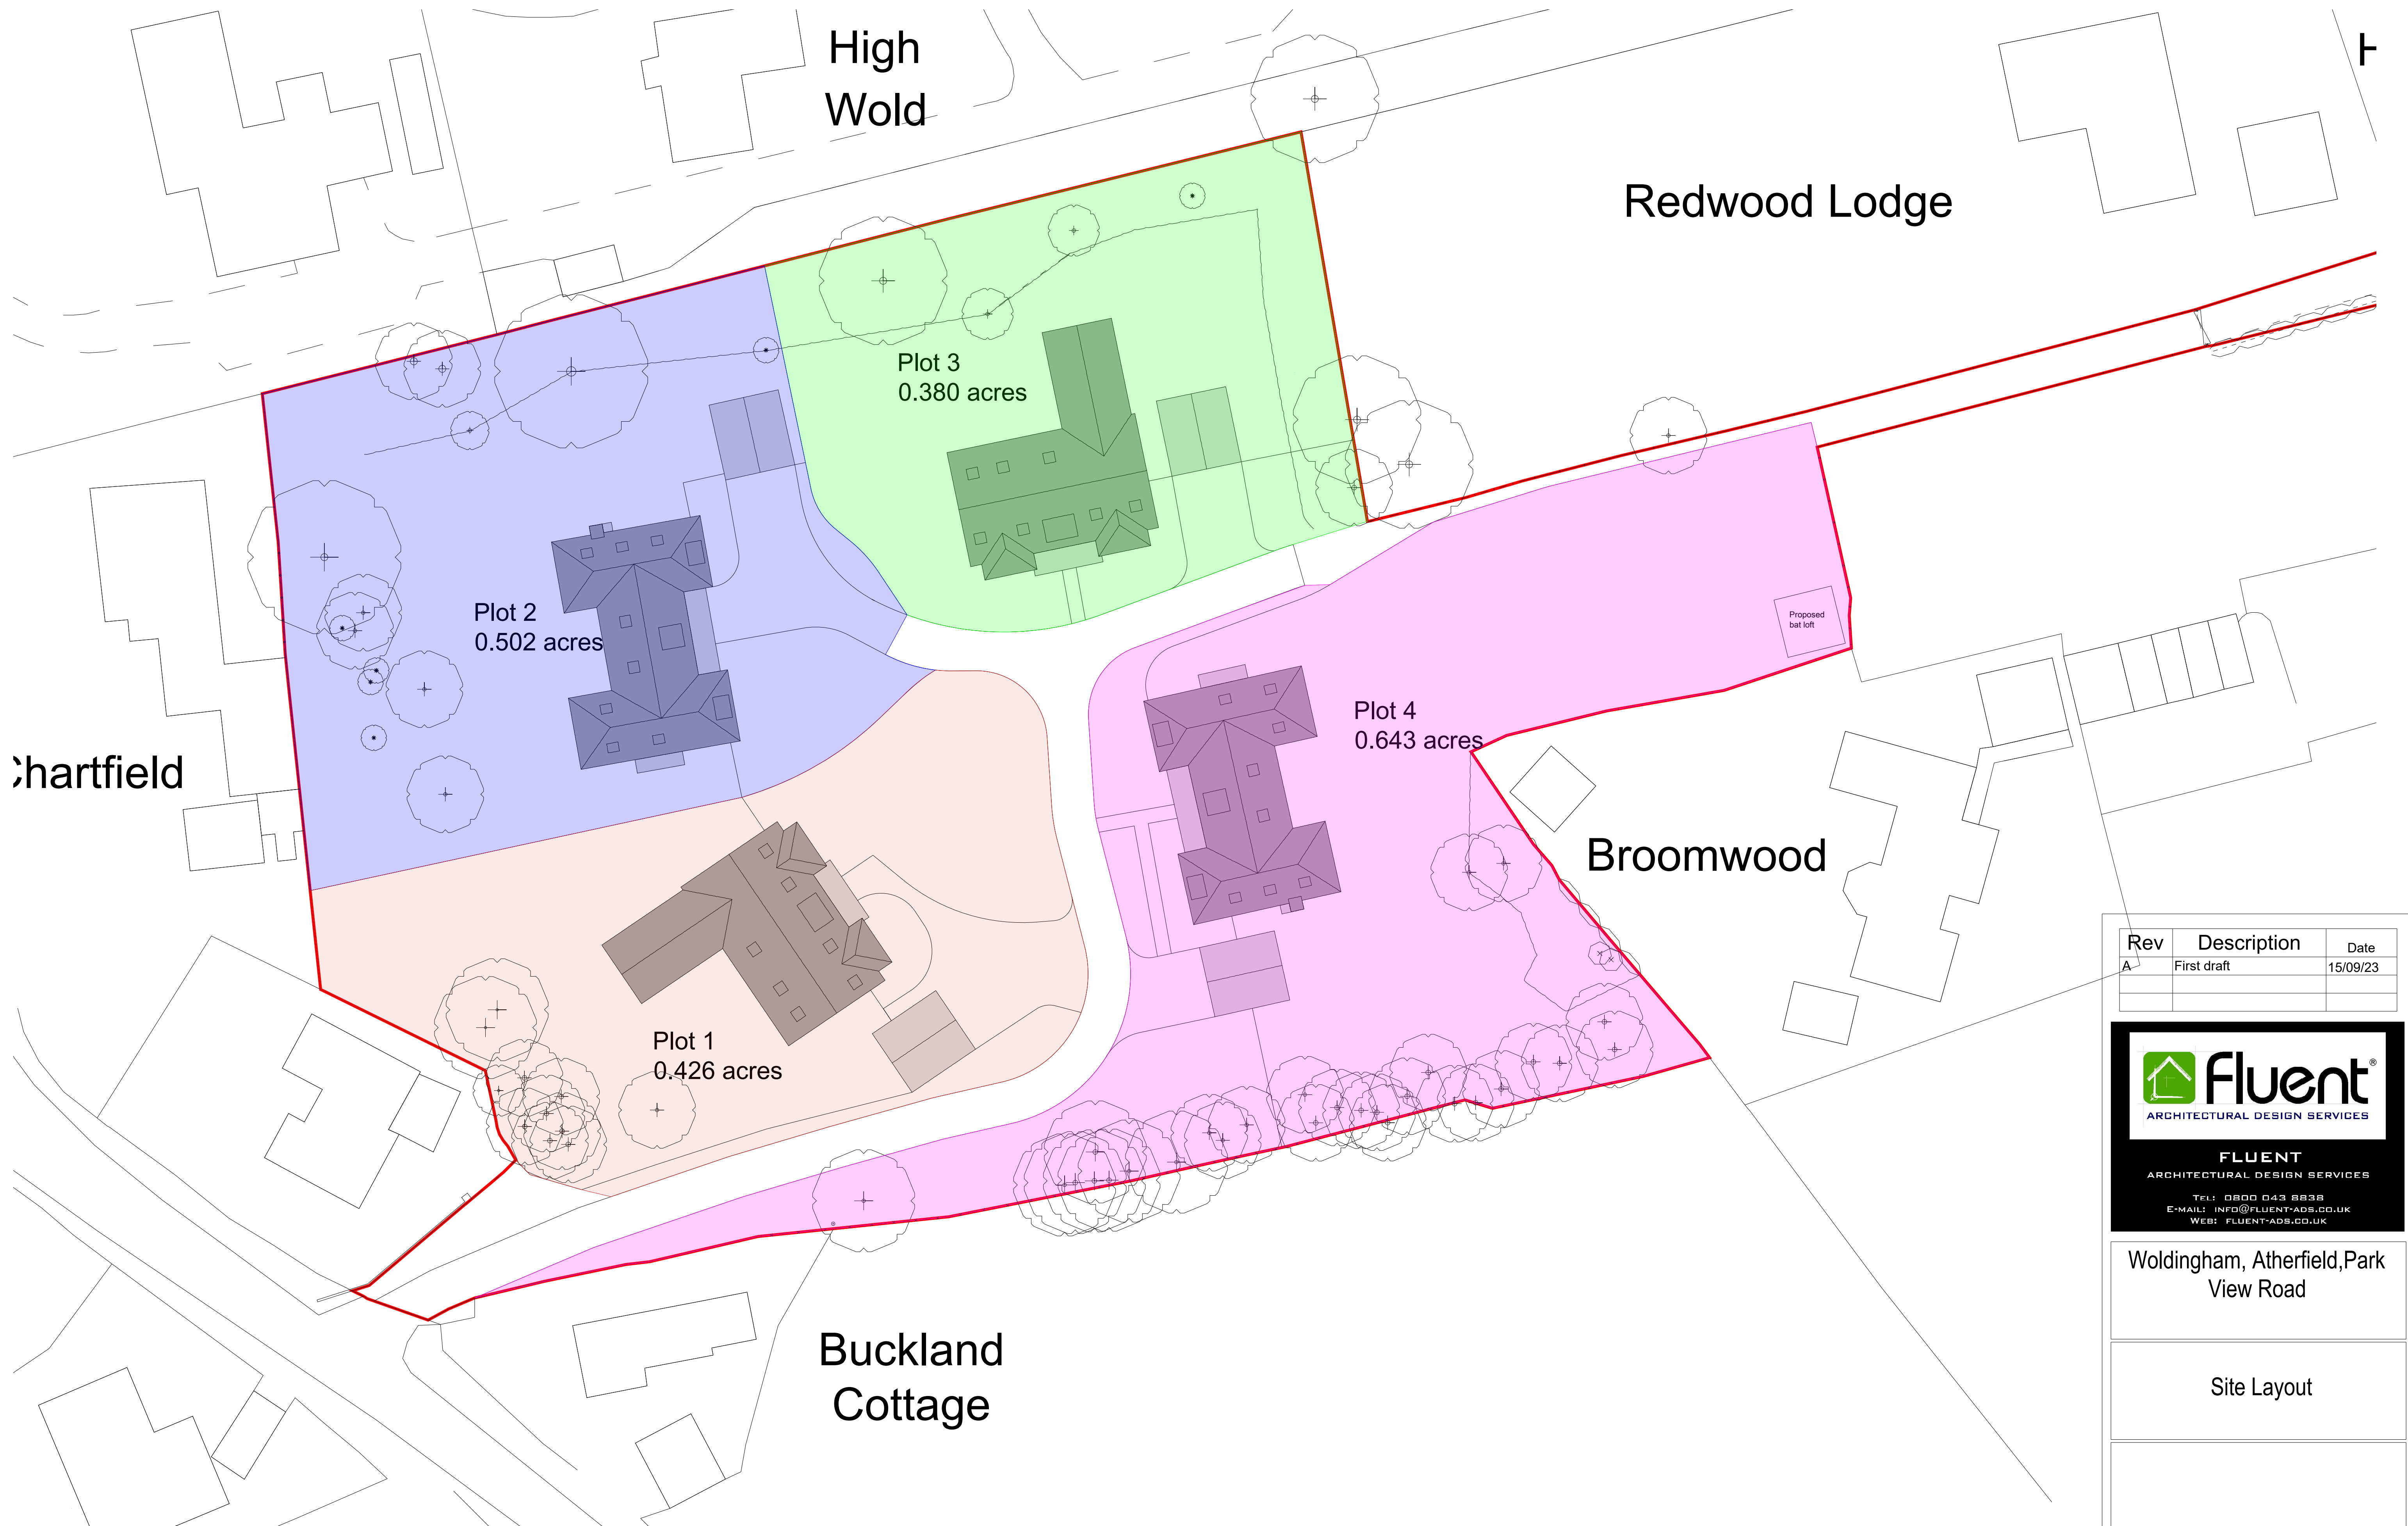 High
Wold
H
Redwood Lodge
Plot 3
0.380 acres
Plot 2
0.502 acres
Proposed
bat loft
Plot 4
0.643 acres
Chartfield
Broomwood
Plot 1
0.426 acres
Buckland
Cottage
Rev Description Date
A First draft 15/09/23
Fluent®
ARCHITECTURAL DESIGN SERVICES
FLUENT
ARCHITECTURAL DESIGN SERVICES
TEL: 0800 043 8838
E-MAIL: INFO@FLUENT-ADS.CO.UK
WEB: FLUENT-ADS.CO.UK
Woldingham, Atherfield,Park
View Road
Site Layout